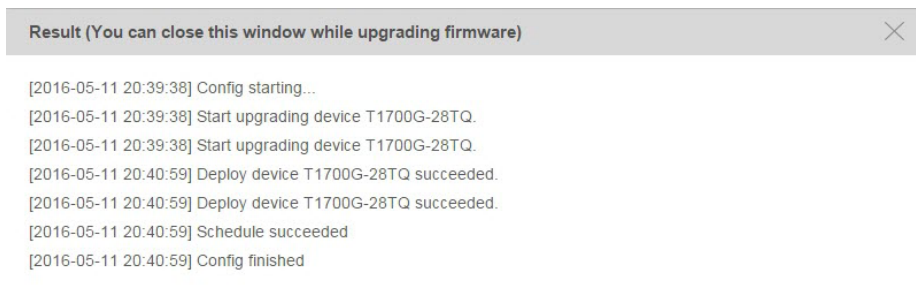 Result (You can close this window while upgrading firmware)
[2016-05-11 20:39:38] Config starting...
[2016-05-11 20:39:38] Start upgrading device T1700G-28TQ.
[2016-05-11 20:39:38] Start upgrading device T1700G-28TQ.
[2016-05-11 20:40:59] Deploy device T1700G-28TQ succeeded.
[2016-05-11 20:40:59] Deploy device T1700G-28TQ succeeded.
[2016-05-11 20:40:59] Schedule succeeded
[2016-05-11 20:40:59] Config finished